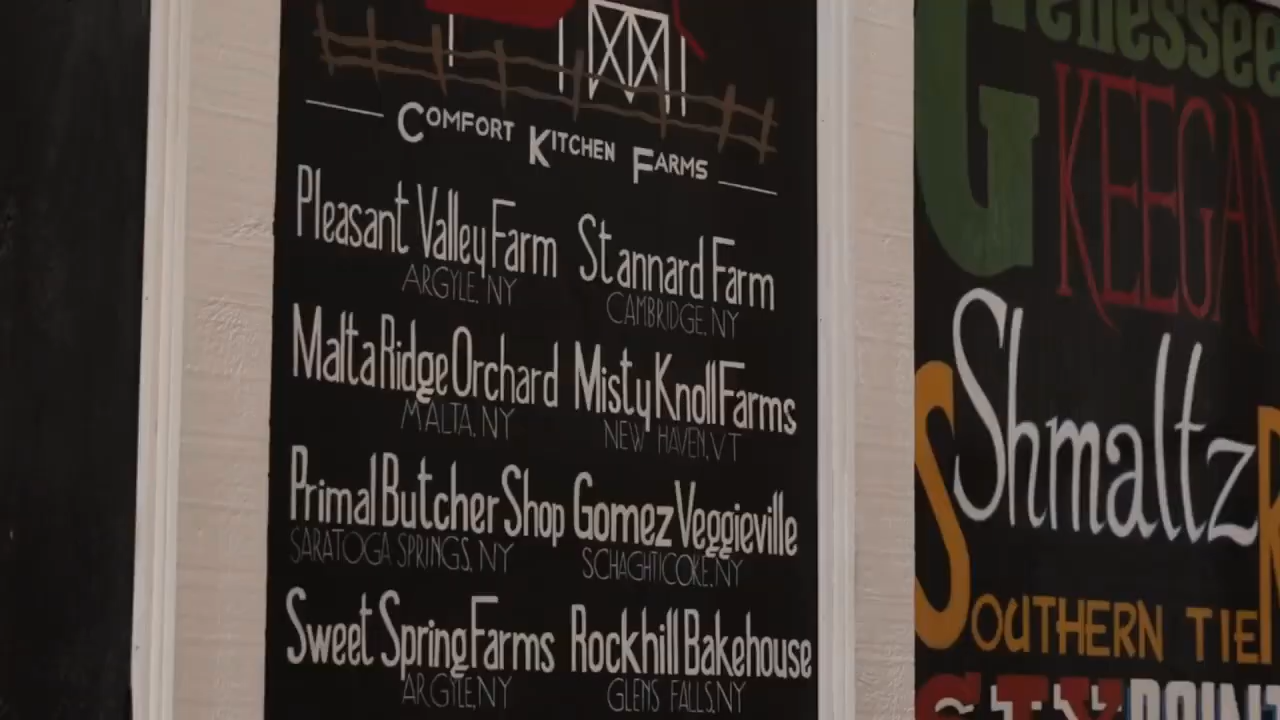 COMFORT KITCHEN FARMS
Pleasant Valley Farm
ARGYLE, NY
Stannard Farm
CAMBRIDGE, NY
Malta Ridge Orchard
MALTA, NY
Misty Knoll Farms
NEW HAVEN, VT
Primal Butcher Shop
SARATOGA SPRINGS, NY
Gomez Veggieville
SCHAGHTICOKE, NY
Sweet Spring Farms
ARGYLE, NY
Rockhill Bakehouse
GLENS FALLS, NY
Genessee
KEEGAN
Shmaltz
SOUTHERN TIER